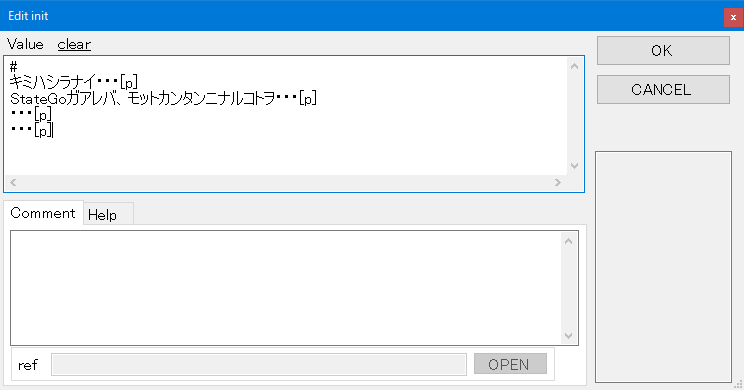 Edit init
x
Value clear
#
キミハシラナイ・・・[p]
StateGoガアレバ、モットカンタンニナルコトヲ・・・[p]
・・・[p]
・・・[p]
OK
CANCEL
Comment Help
ref OPEN